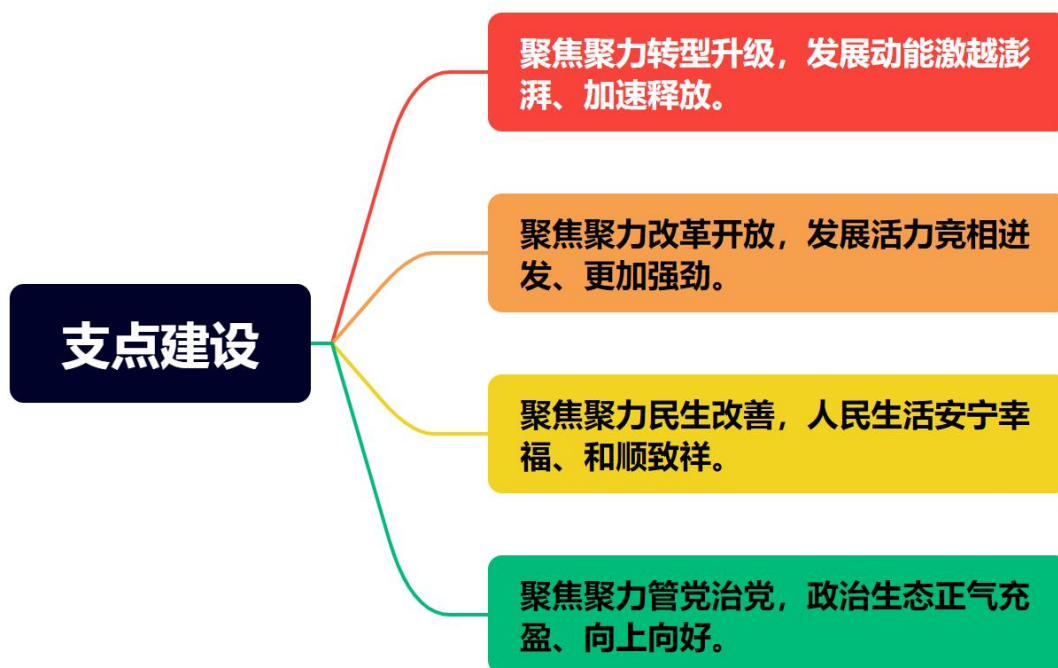 支点建设
聚焦聚力转型升级，发展动能激越澎
湃、加速释放。
聚焦聚力改革开放，发展活力竞相迸
发、更加强劲。
聚焦聚力民生改善，人民生活安宁幸
福、和顺致祥。
聚焦聚力管党治党，政治生态正气充
盈、向上向好。